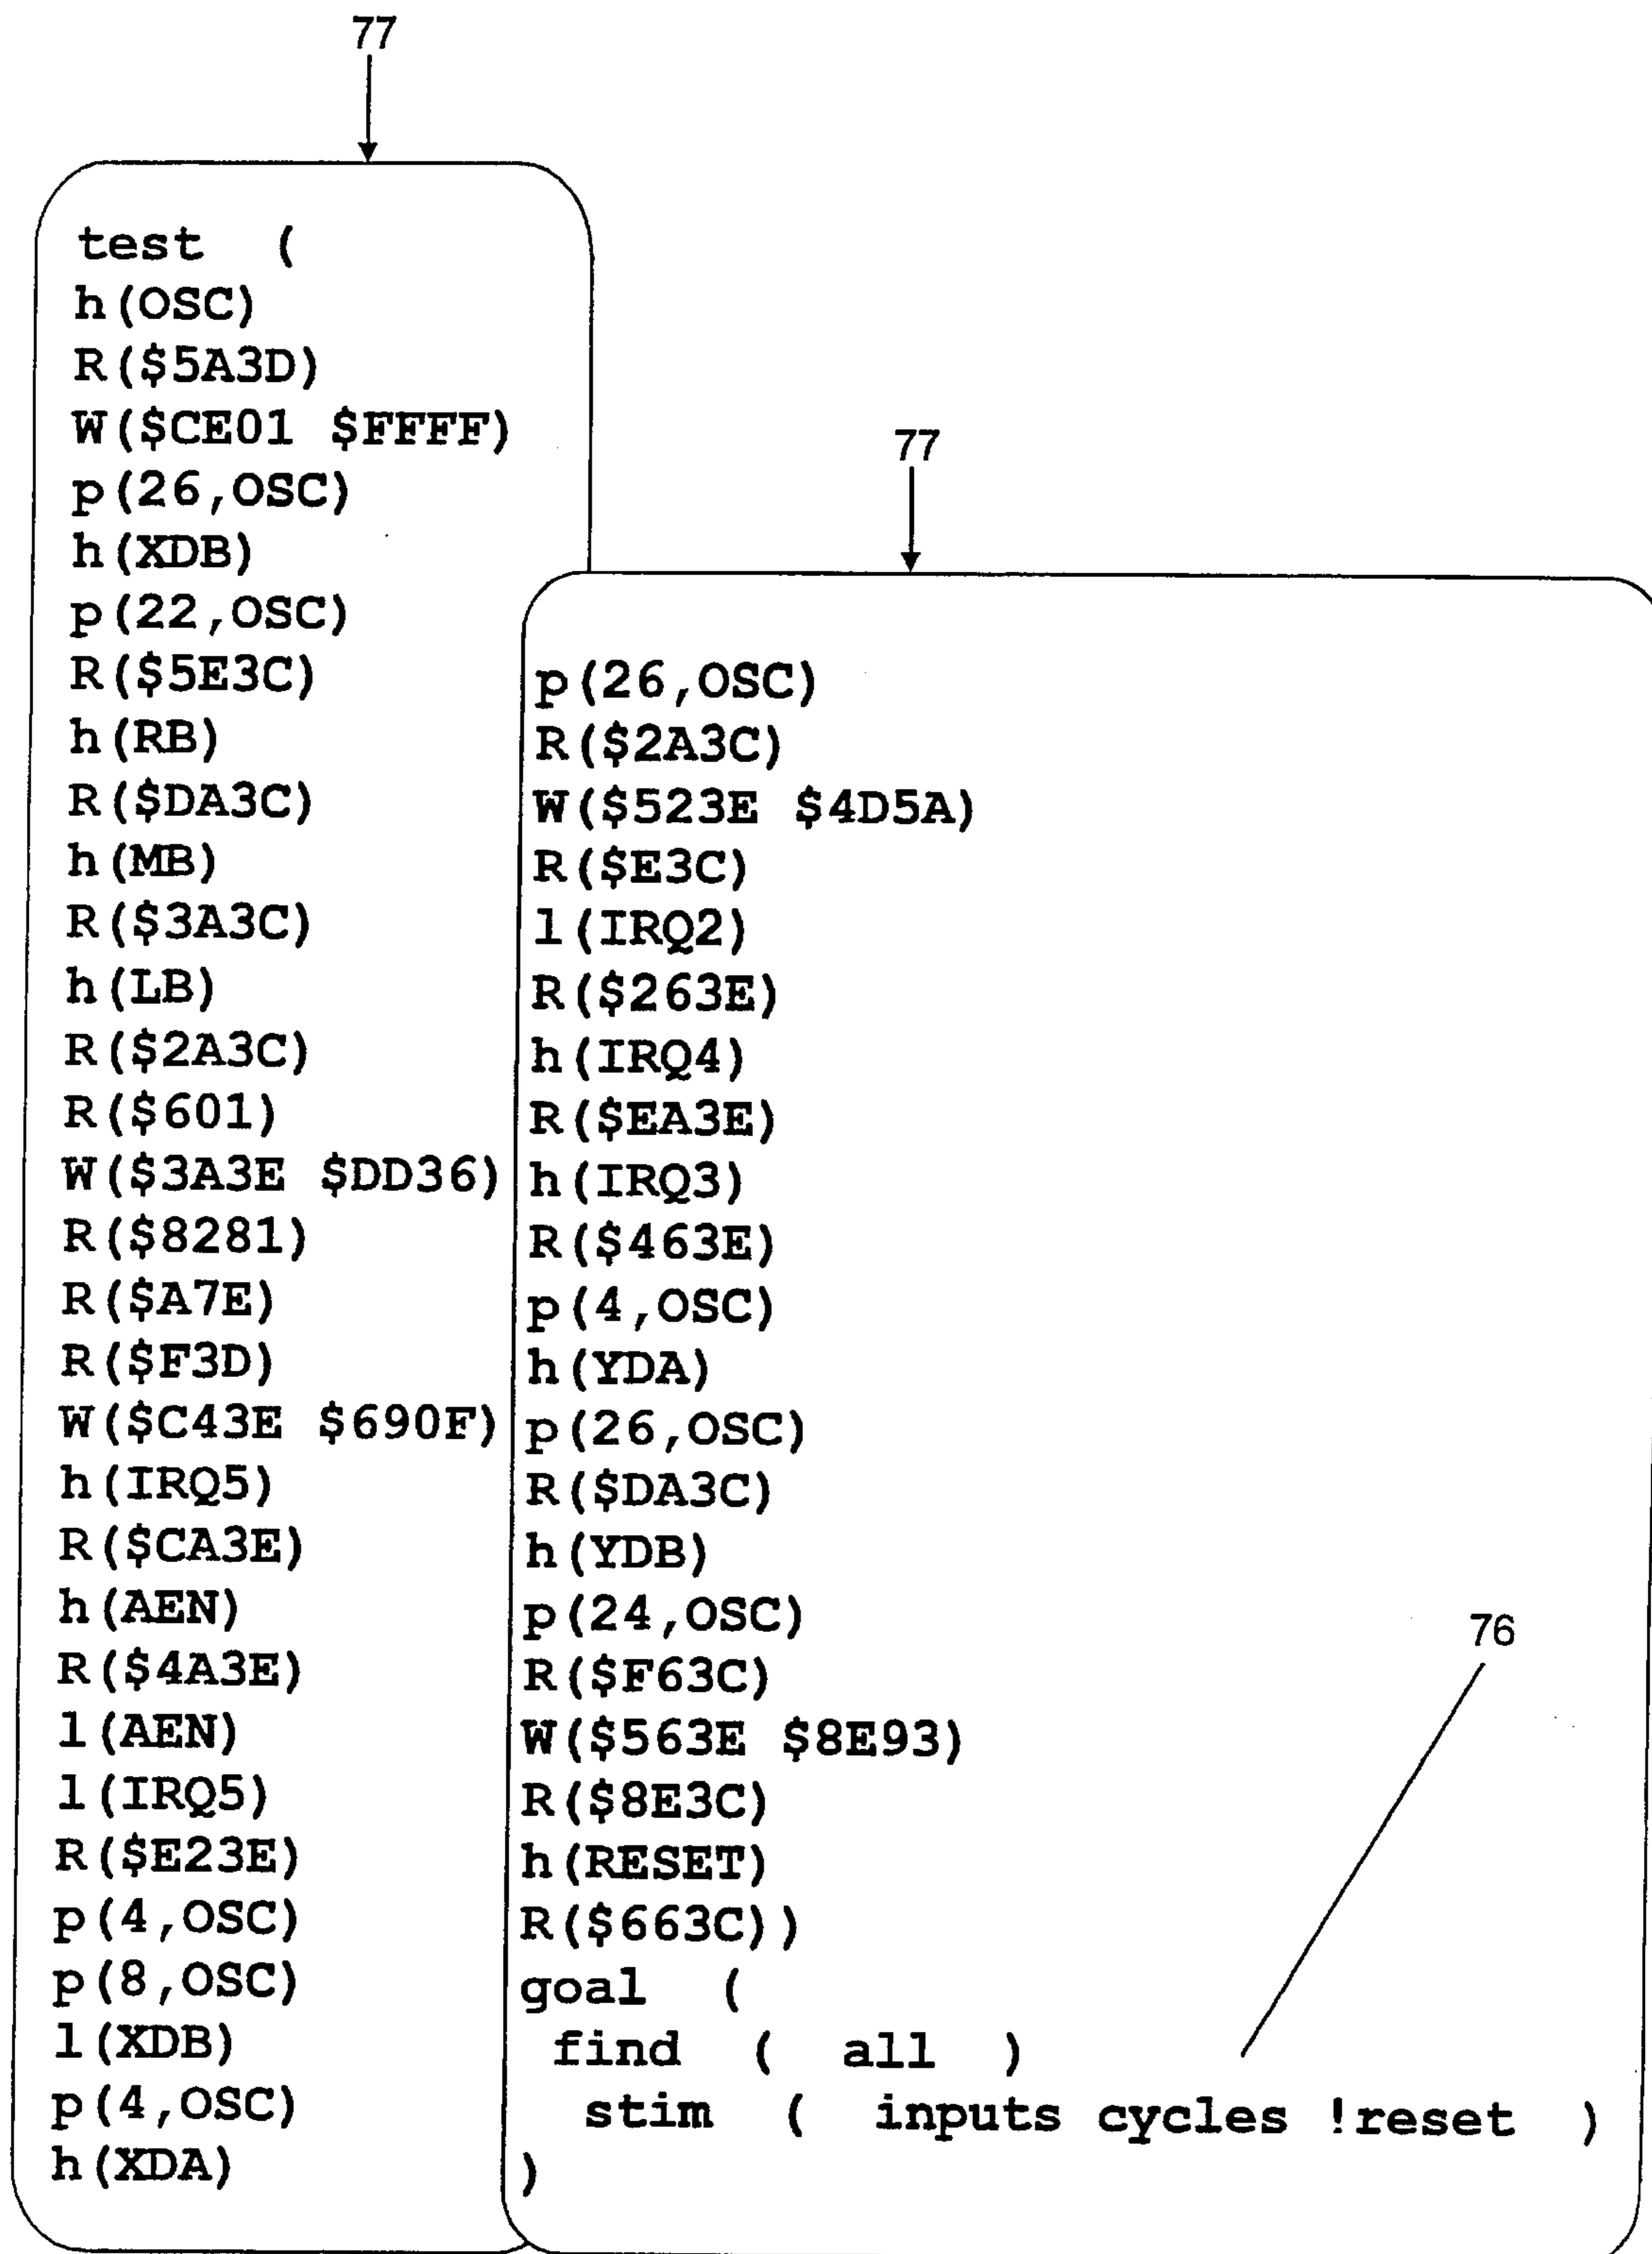 77
test (
h(OSC)
R($5A3D)
W($CE01 $FFFF)
p(26,OSC)
h(XDB)
p(22,OSC)
R($5E3C)
h(RB)
R($DA3C)
h(MB)
R($3A3C)
h(LB)
R($2A3C)
R($601)
W($3A3E $DD36)
R($8281)
R($A7E)
R($F3D)
W($C43E $690F)
h(IRQ5)
R($CA3E)
h(AEN)
R($4A3E)
l(AEN)
l(IRQ5)
R($E23E)
p(4,OSC)
p(8,OSC)
l(XDB)
p(4,OSC)
h(XDA)
77
p(26,OSC)
R($2A3C)
W($523E $4D5A)
R($E3C)
l(IRQ2)
R($263E)
h(IRQ4)
R($EA3E)
h(IRQ3)
R($463E)
p(4,OSC)
h(YDA)
p(26,OSC)
R($DA3C)
h(YDB)
p(24,OSC)
R($F63C)
W($563E $8E93)
R($8E3C)
h(RESET)
R($663C))
goal (
find ( all )
stim ( inputs cycles !reset )
)
76